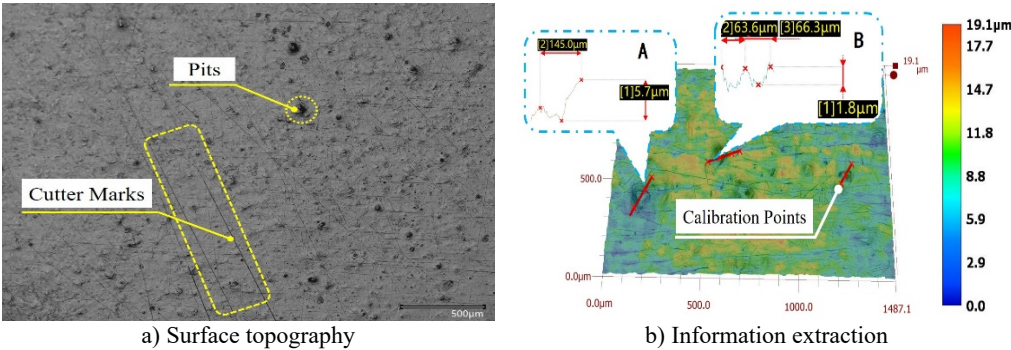 Pits
Cutter Marks
500μm
a) Surface topography
[2]145.0μm
A
[1]5.7μm
2]63.6μm [3]66.3μm
B
[1]1.8μm
19.1
μm
500.0
Calibration Points
0.0μm
0.0μm
500.0
1000.0
1487.1
19.1μm
17.7
14.7
11.8
8.8
5.9
2.9
0.0
b) Information extraction